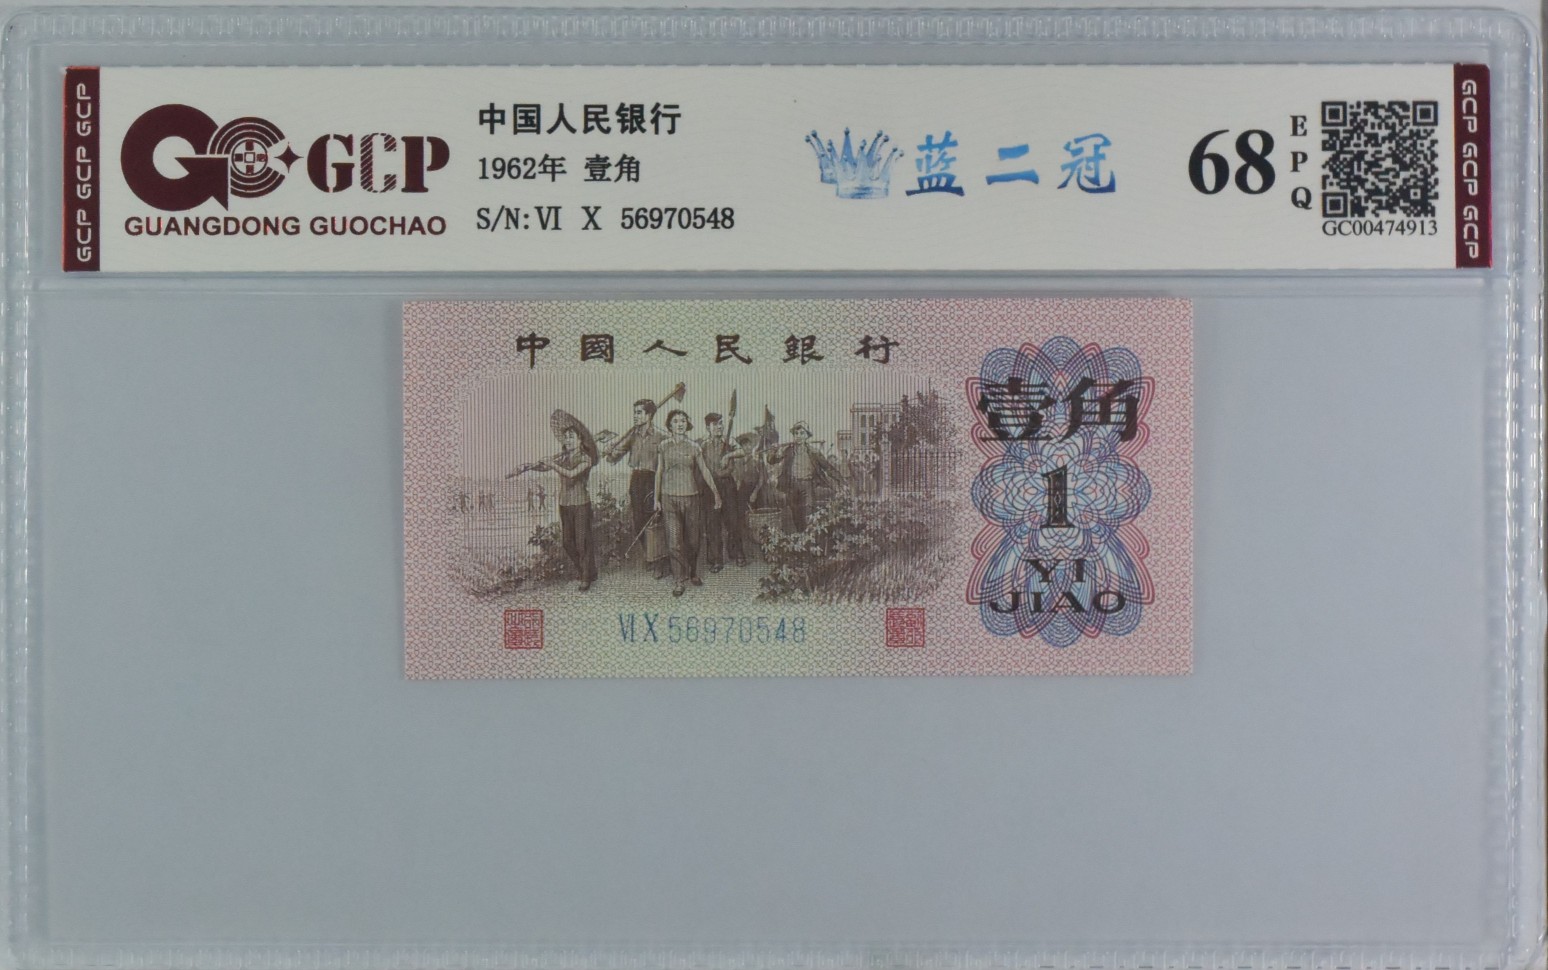 GCP GCP GCP
GCP
GUANGDONG GUOCHAO
中国人民银行
1962年 壹角
S/N: VI X 56970548
蓝二冠
68
EPQ
GC00474913
GCP GCP GCP
中國人民銀行
壹角
1
YI
JIAO
VI X 56970548